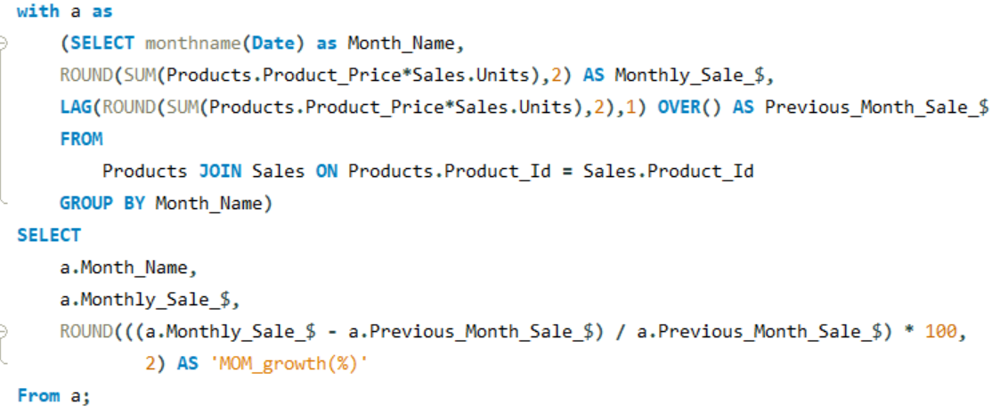 with a as
(SELECT monthname(Date) as Month_Name,
ROUND(SUM(Products.Product_Price*Sales.Units),2) AS Monthly_Sale_$,
LAG(ROUND(SUM(Products.Product_Price*Sales.Units),2),1) OVER() AS Previous_Month_Sale_$
FROM
Products JOIN Sales ON Products.Product_Id = Sales.Product_Id
GROUP BY Month_Name)
SELECT
a.Month_Name,
a.Monthly_Sale_$,
ROUND(((a.Monthly_Sale_$ - a.Previous_Month_Sale_$) / a.Previous_Month_Sale_$) * 100,
2) AS 'MOM_growth(%)'
From a;